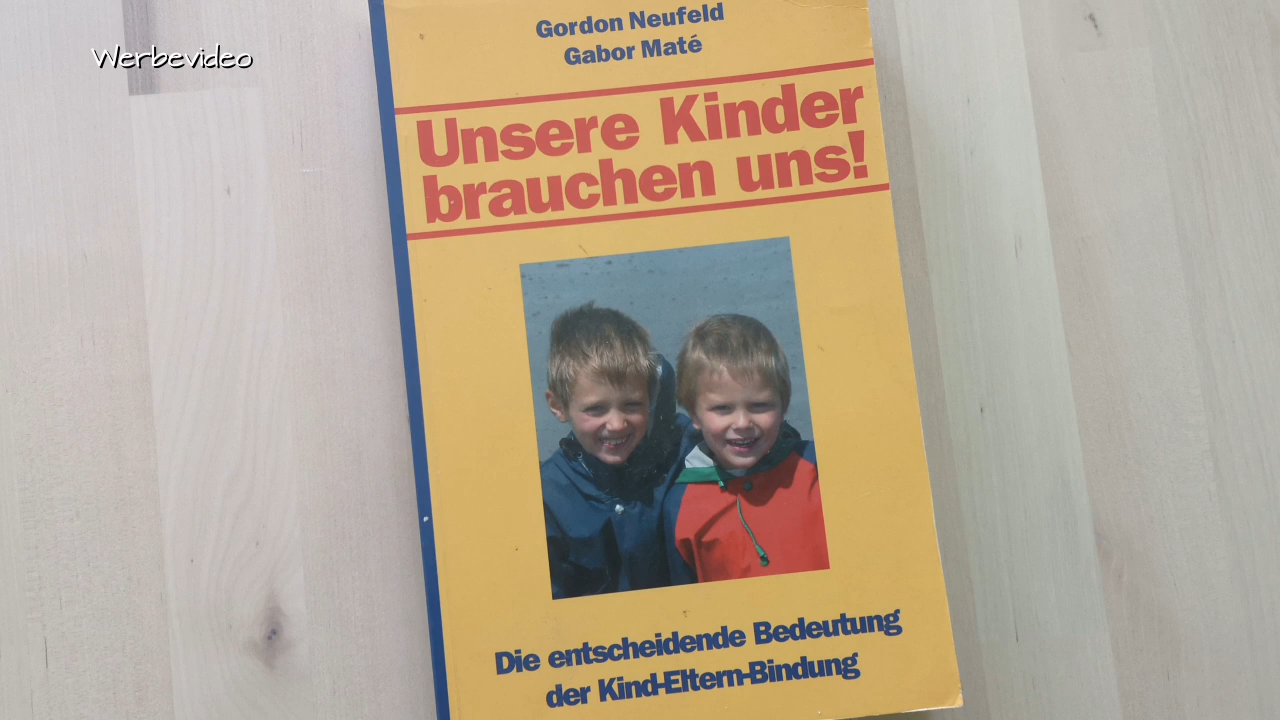 Werbevideo
Gordon Neufeld
Gabor Maté
Unsere Kinder
brauchen uns!
Die entscheidende Bedeutung
der Kind-Eltern-Bindung